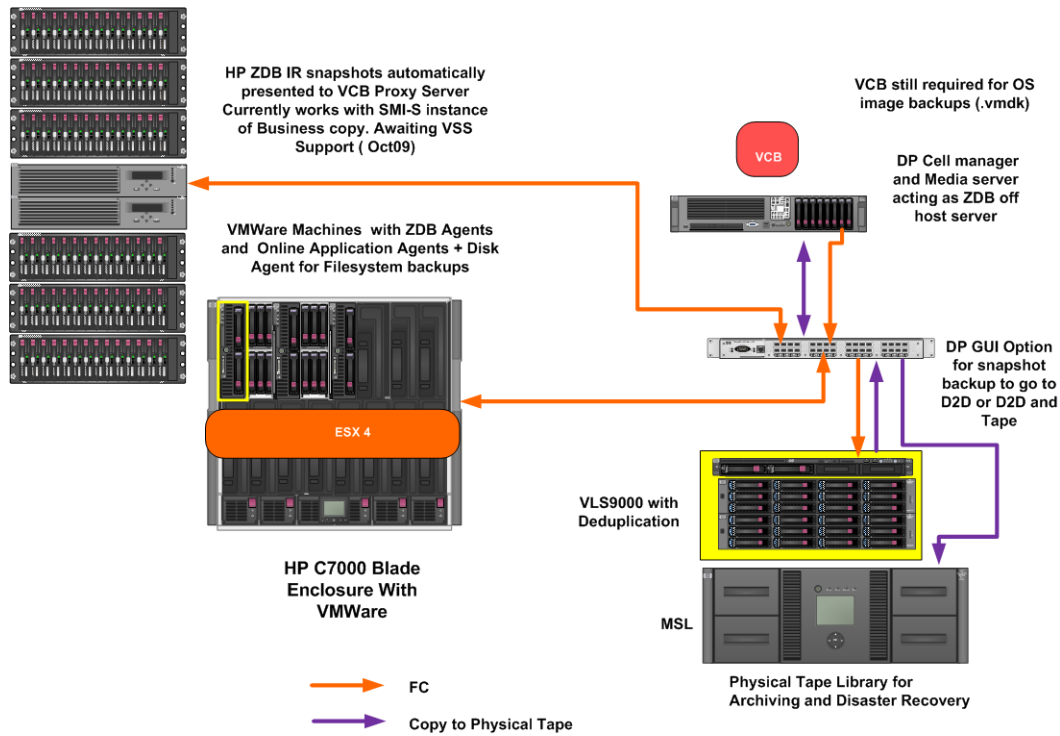 HP ZDB IR snapshots automatically
presented to VCB Proxy Server
Currently works with SMI-S instance
of Business copy. Awaiting VSS
Support ( Oct09)
VCB still required for OS
image backups (.vmdk)
VCB
DP Cell manager
and Media server
acting as ZDB off
host server
VMWare Machines with ZDB Agents
and Online Application Agents + Disk
Agent for Filesystem backups
DP GUI Option
for snapshot
backup to go to
D2D or D2D and
Tape
ESX 4
VLS9000 with
Deduplication
HP C7000 Blade
Enclosure With
VMWare
MSL
Physical Tape Library for
Archiving and Disaster Recovery
FC
Copy to Physical Tape